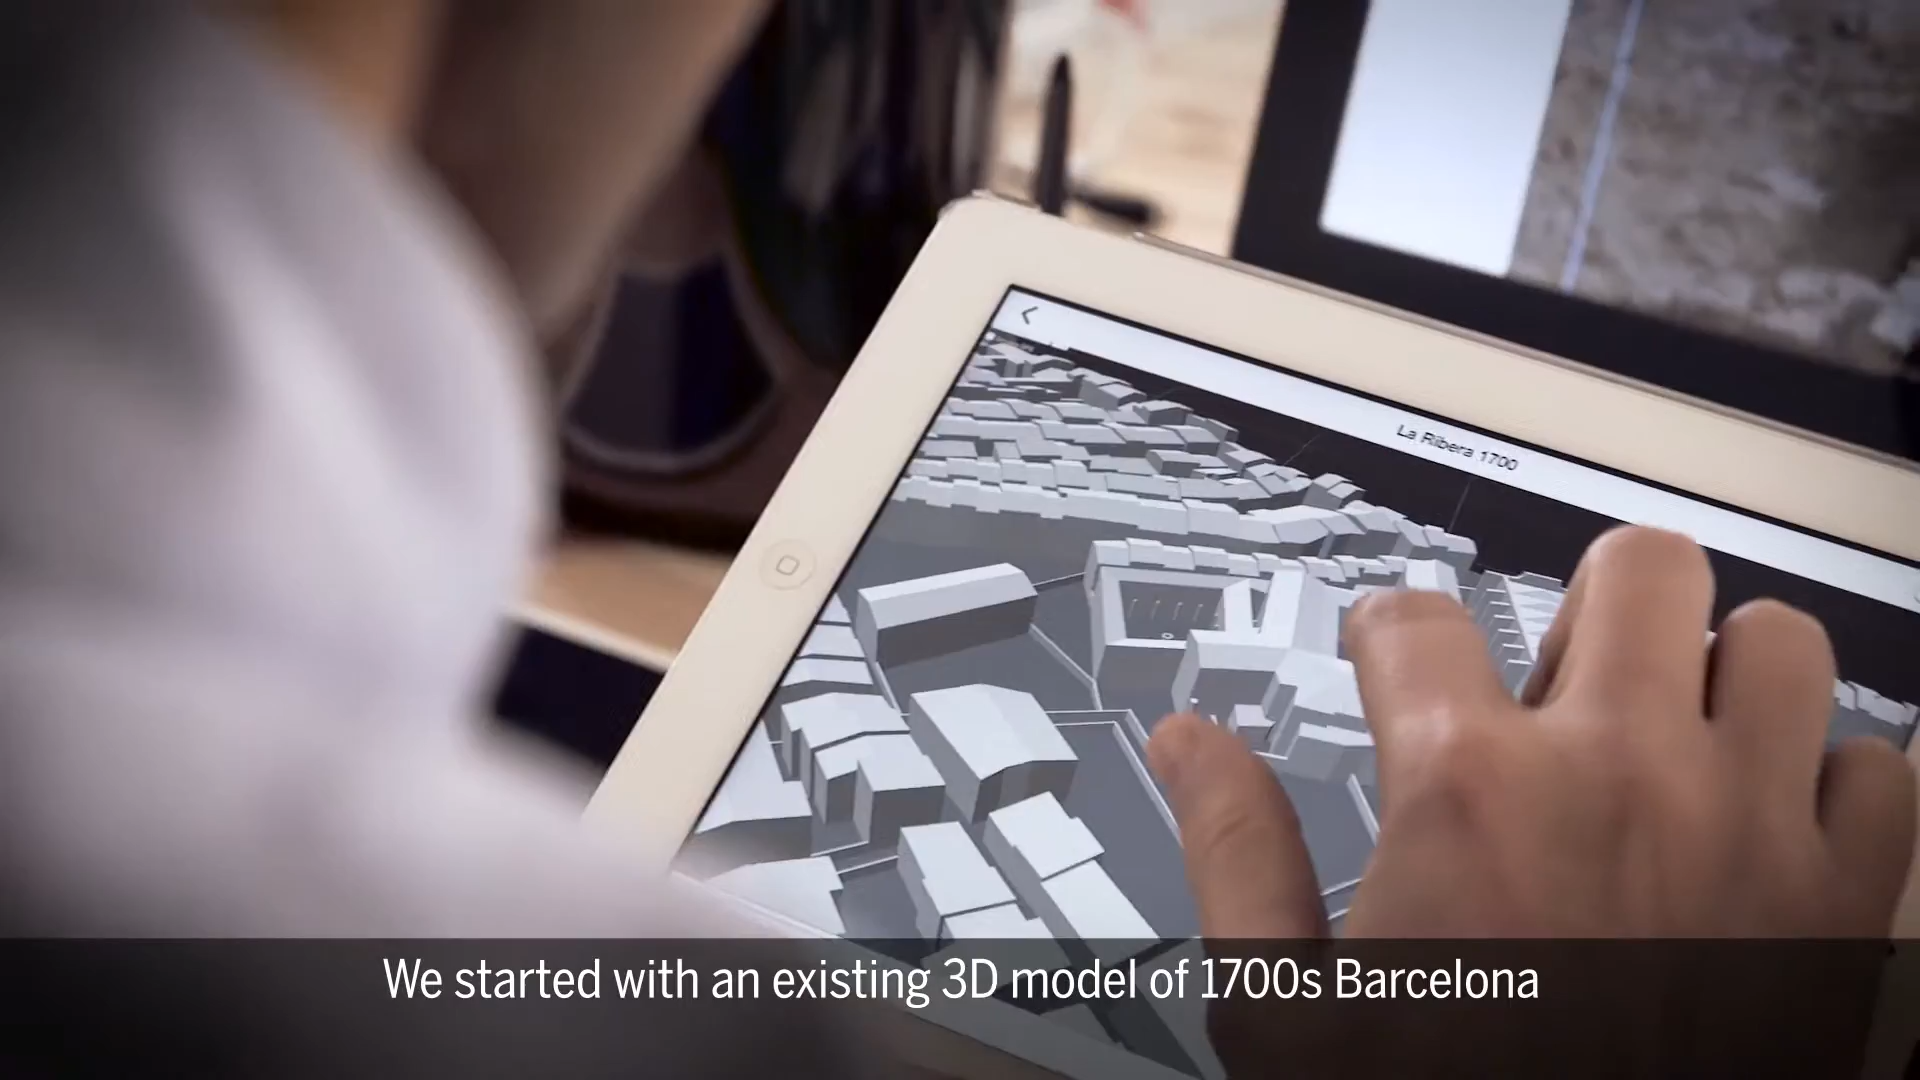 La Ribera 1700
We started with an existing 3D model of 1700s Barcelona